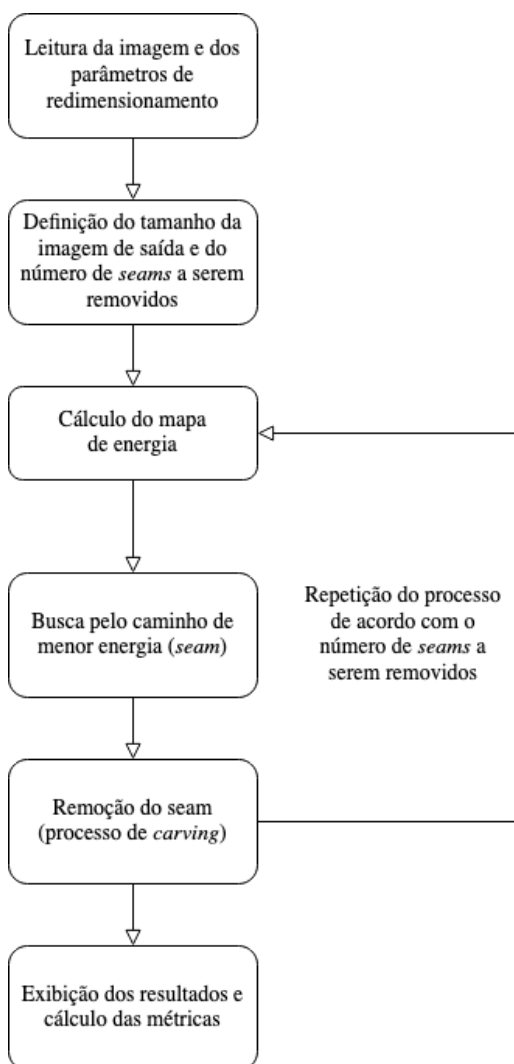 Leitura da imagem e dos
parâmetros de
redimensionamento
Definição do tamanho da
imagem de saída e do
número de seams a serem
removidos
Cálculo do mapa
de energia
Busca pelo caminho de
menor energia (seam)
Repetição do processo
de acordo com o
número de seams a
serem removidos
Remoção do seam
(processo de carving)
Exibição dos resultados e
cálculo das métricas